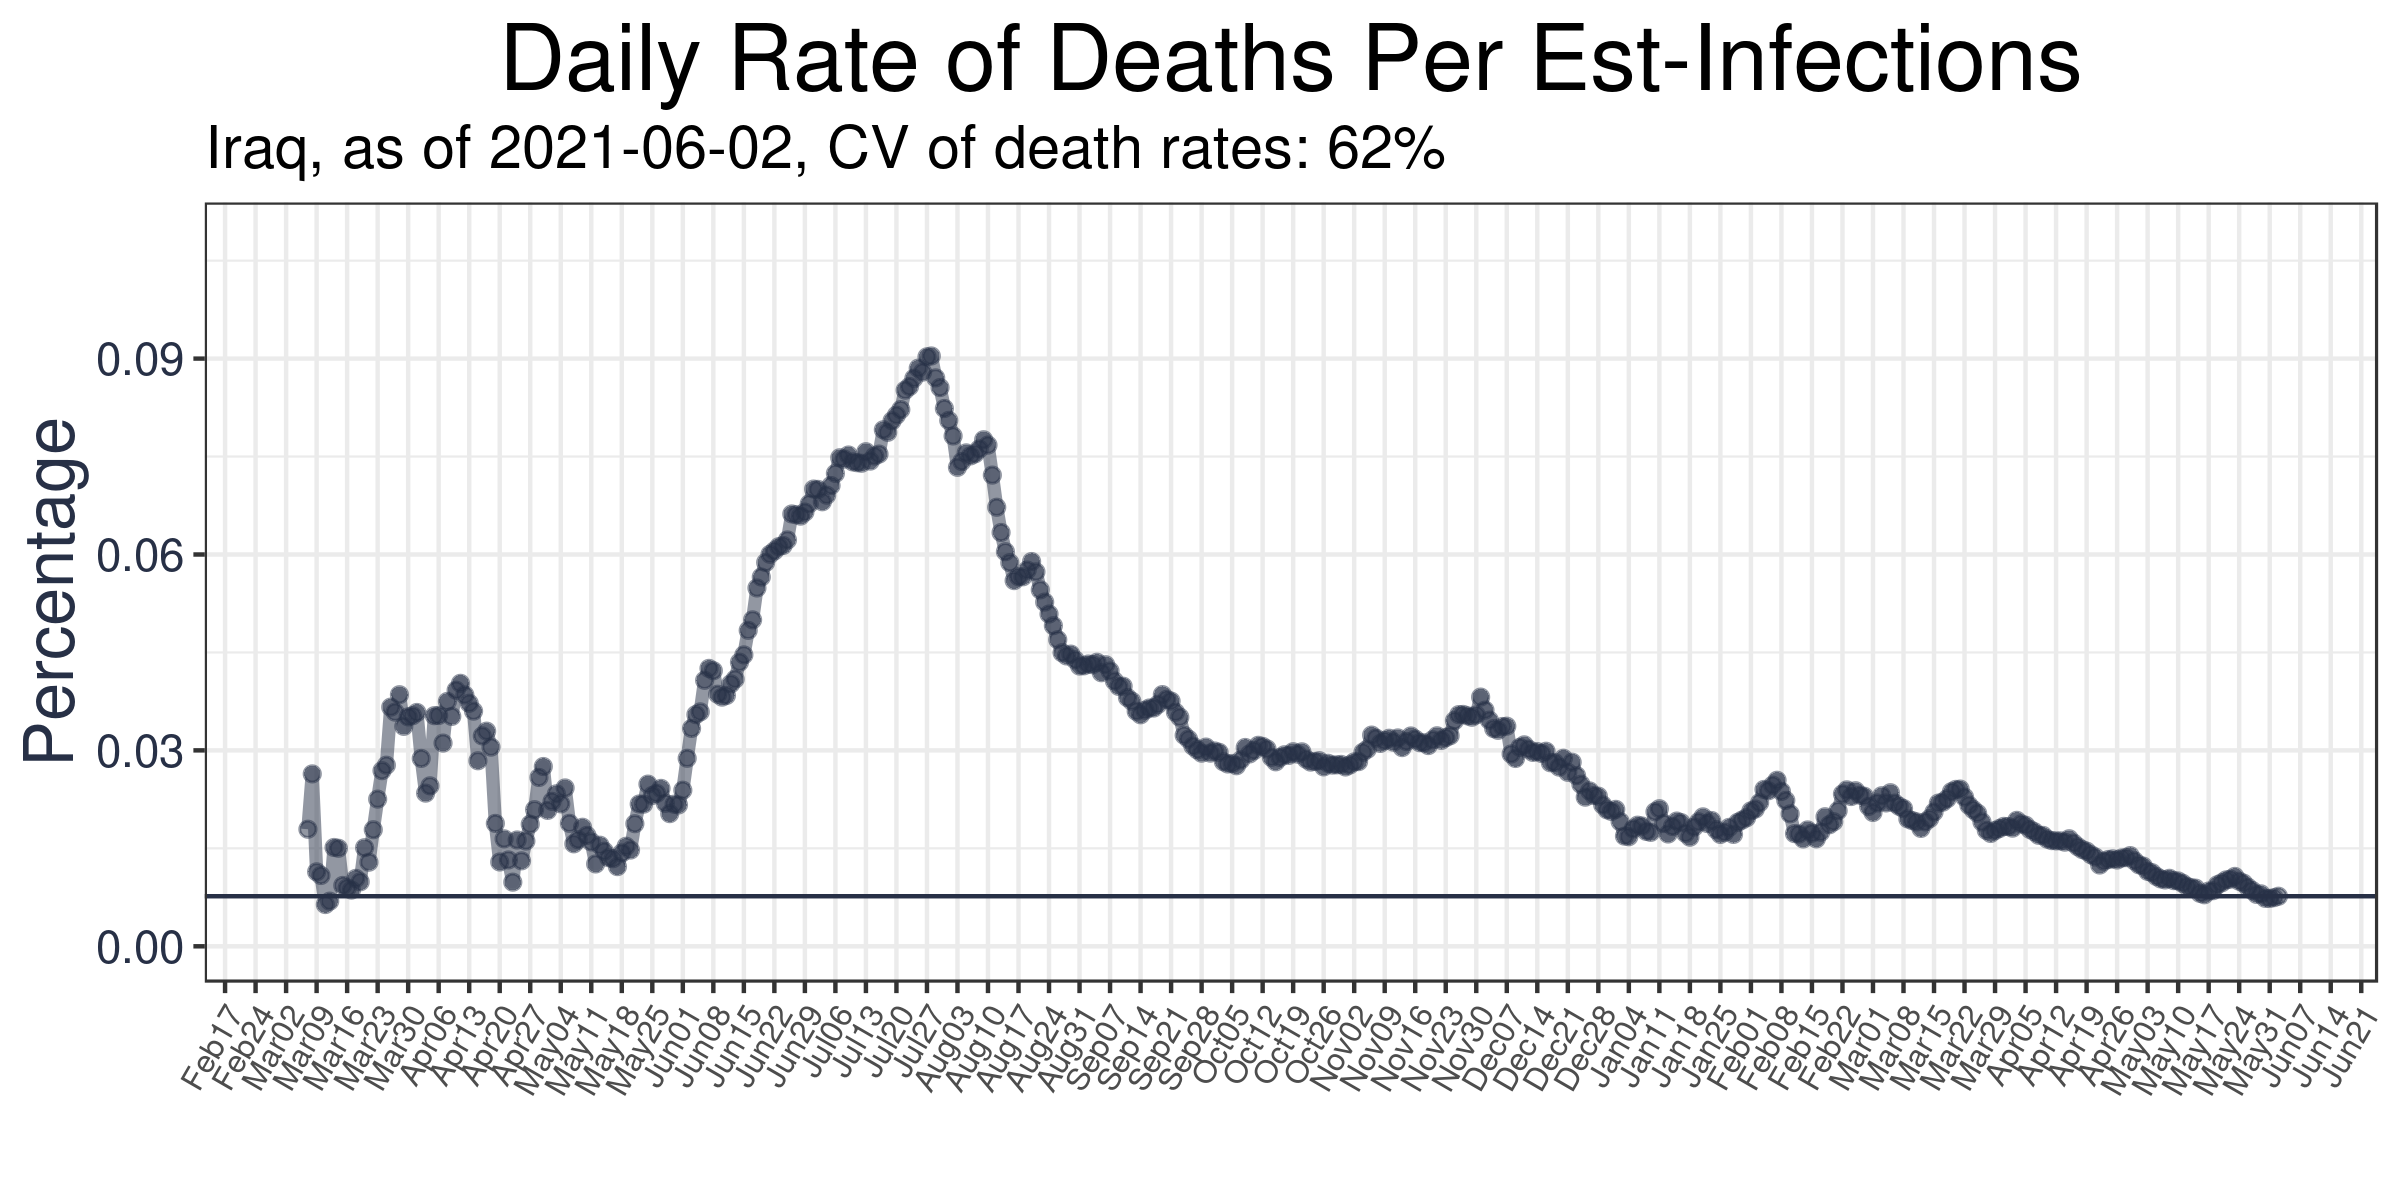 Daily Rate of Deaths Per Est-Infections
Iraq, as of 2021-06-02, CV of death rates: 62%
Percentage
0.09
0.06
0.03
0.00
Feb17
Feb24
Mar02
Mar09
Mar16
Mar23
Mar30
Apr06
Apr13
Apr20
Apr27
May04
May11
May18
May25
Jun01
Jun08
Jun15
Jun22
Jun29
Jul06
Jul13
Jul20
Jul27
Aug03
Aug10
Aug17
Aug24
Aug31
Sep07
Sep14
Sep21
Sep28
Oct05
Oct12
Oct19
Oct26
Nov02
Nov09
Nov16
Nov23
Nov30
Dec07
Dec14
Dec21
Dec28
Jan04
Jan11
Jan18
Jan25
Feb01
Feb08
Feb15
Feb22
Mar01
Mar08
Mar15
Mar22
Mar29
Apr05
Apr12
Apr19
Apr26
May03
May10
May17
May24
May31
Jun07
Jun14
Jun21